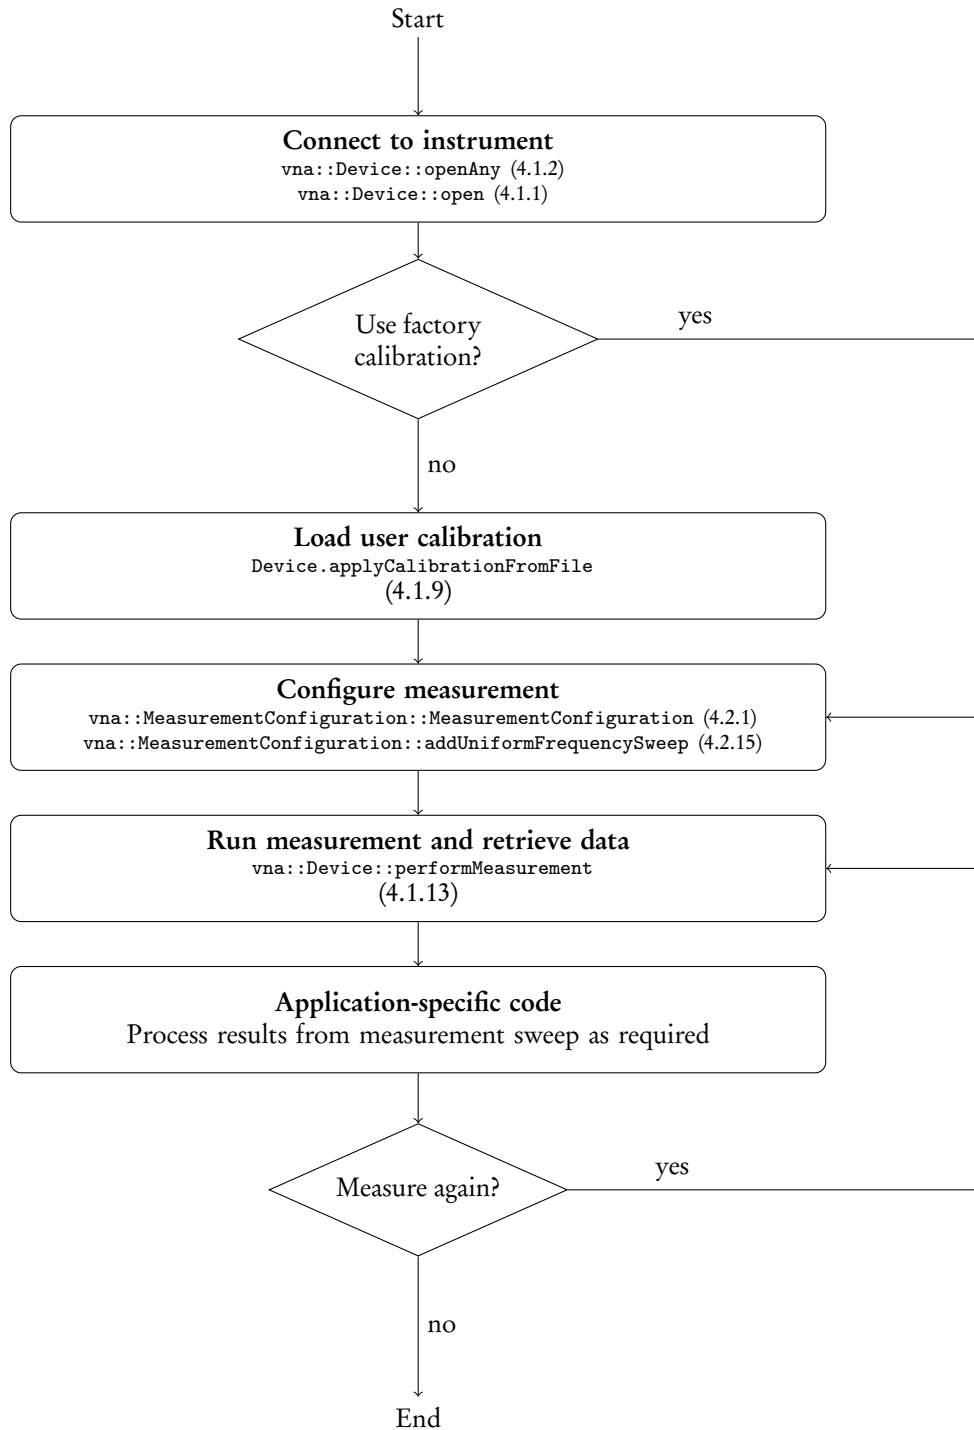 Start
Connect to instrument
vna::Device::openAny (4.1.2)
vna::Device::open (4.1.1)
Use factory
calibration?
yes
no
Load user calibration
Device.applyCalibrationFromFile
(4.1.9)
Configure measurement
vna::MeasurementConfiguration::MeasurementConfiguration (4.2.1)
vna::MeasurementConfiguration::addUniformFrequencySweep (4.2.15)
Run measurement and retrieve data
vna::Device::performMeasurement
(4.1.13)
Application-specific code
Process results from measurement sweep as required
Measure again?
yes
no
End